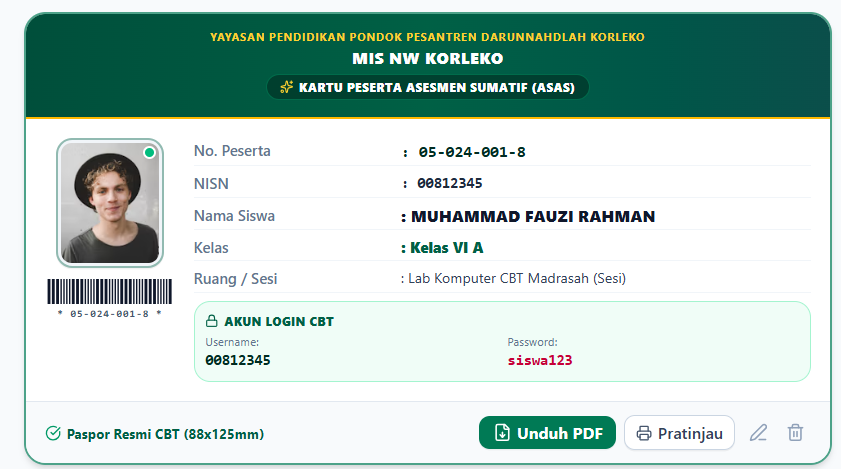 YAYASAN PENDIDIKAN PONDOK PESANTREN DARUNNAHDLAH KORLEKO
MIS NW KORLEKO
KARTU PESERTA ASESMEN SUMATIF (ASAS)
No. Peserta : 05-024-001-8
NISN : 00812345
Nama Siswa : MUHAMMAD FAUZI RAHMAN
Kelas : Kelas VI A
Ruang / Sesi : Lab Komputer CBT Madrasah (Sesi)
* 05-024-001-8 *
AKUN LOGIN CBT
Username: Password:
00812345 siswa123
Paspor Resmi CBT (88x125mm) Unduh PDF Pratinjau